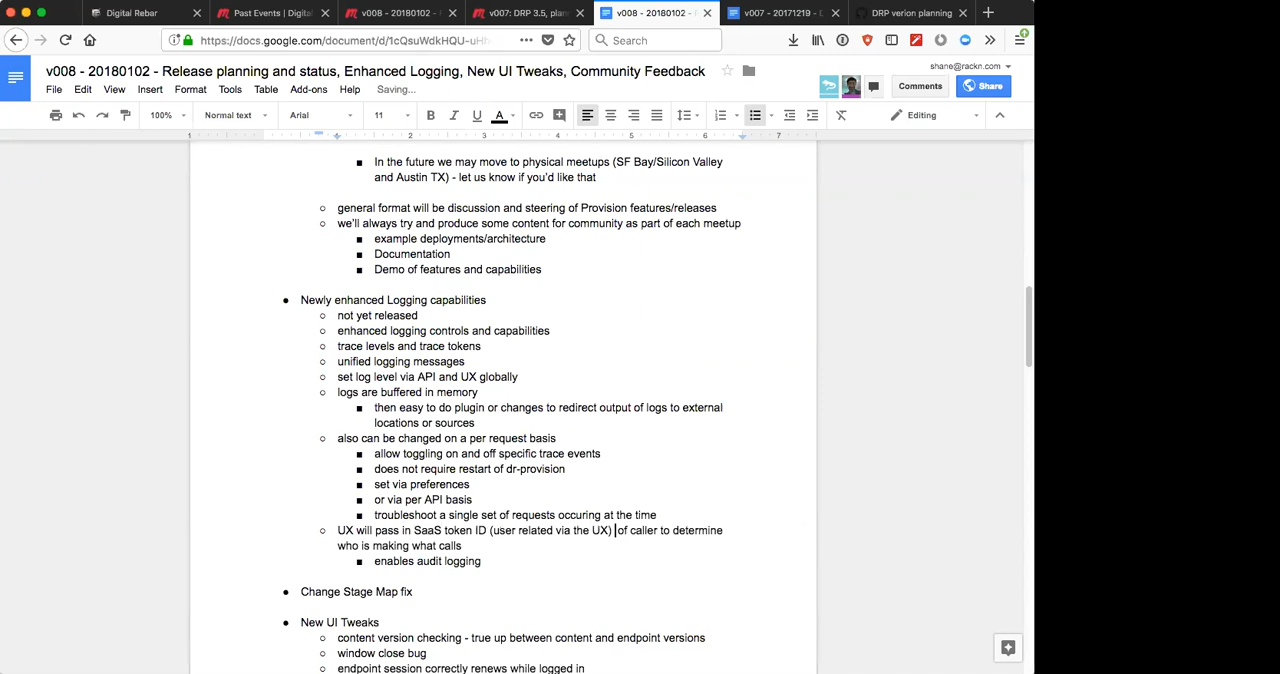 Digital Rebar
Past Events | Digital
v008 - 20180102 -
v007: DRP 3.5, plan
v008 - 20180102 -
v007 - 20171219 -
DRP verion planning
https://docs.google.com/document/d/1cQsuWdkHQU-uH
Search
v008 - 20180102 - Release planning and status, Enhanced Logging, New UI Tweaks, Community Feedback
shane@rackn.com
File Edit View Insert Format Tools Table Add-ons Help Saving...
Comments
Share
100% Normal text Arial 11 B I U A Editing
1 1 2 3 4 5 6 7
■ In the future we may move to physical meetups (SF Bay/Silicon Valley
and Austin TX) - let us know if you'd like that
○ general format will be discussion and steering of Provision features/releases
○ we'll always try and produce some content for community as part of each meetup
■ example deployments/architecture
■ Documentation
■ Demo of features and capabilities
● Newly enhanced Logging capabilities
○ not yet released
○ enhanced logging controls and capabilities
○ trace levels and trace tokens
○ unified logging messages
○ set log level via API and UX globally
○ logs are buffered in memory
■ then easy to do plugin or changes to redirect output of logs to external
locations or sources
○ also can be changed on a per request basis
■ allow toggling on and off specific trace events
■ does not require restart of dr-provision
■ set via preferences
■ or via per API basis
■ troubleshoot a single set of requests occuring at the time
○ UX will pass in SaaS token ID (user related via the UX) of caller to determine
who is making what calls
■ enables audit logging
● Change Stage Map fix
● New UI Tweaks
○ content version checking - true up between content and endpoint versions
○ window close bug
○ endpoint session correctly renews while logged in